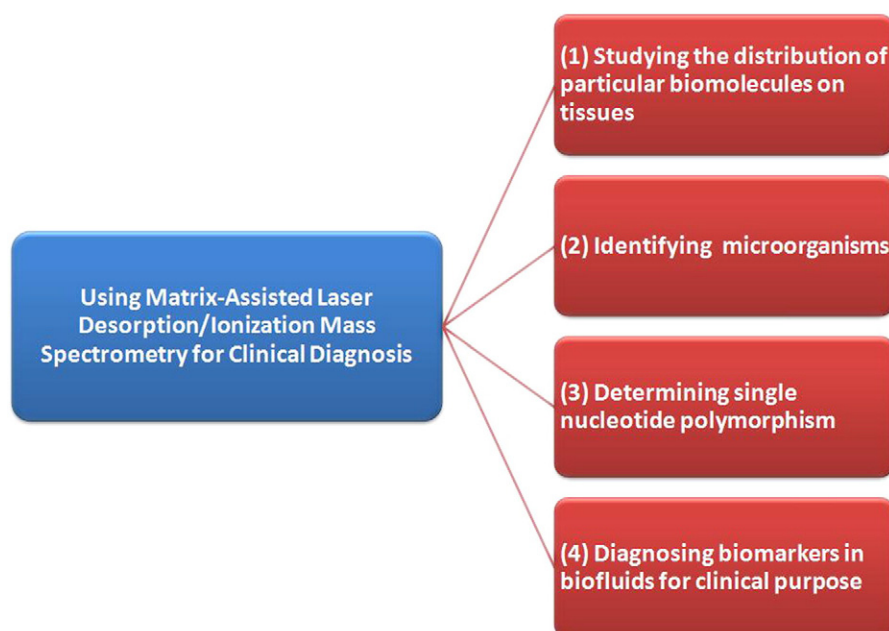 Using Matrix-Assisted Laser
Desorption/Ionization Mass
Spectrometry for Clinical Diagnosis
(1) Studying the distribution of
particular biomolecules on
tissues
(2) Identifying microorganisms
(3) Determining single
nucleotide polymorphism
(4) Diagnosing biomarkers in
biofluids for clinical purpose